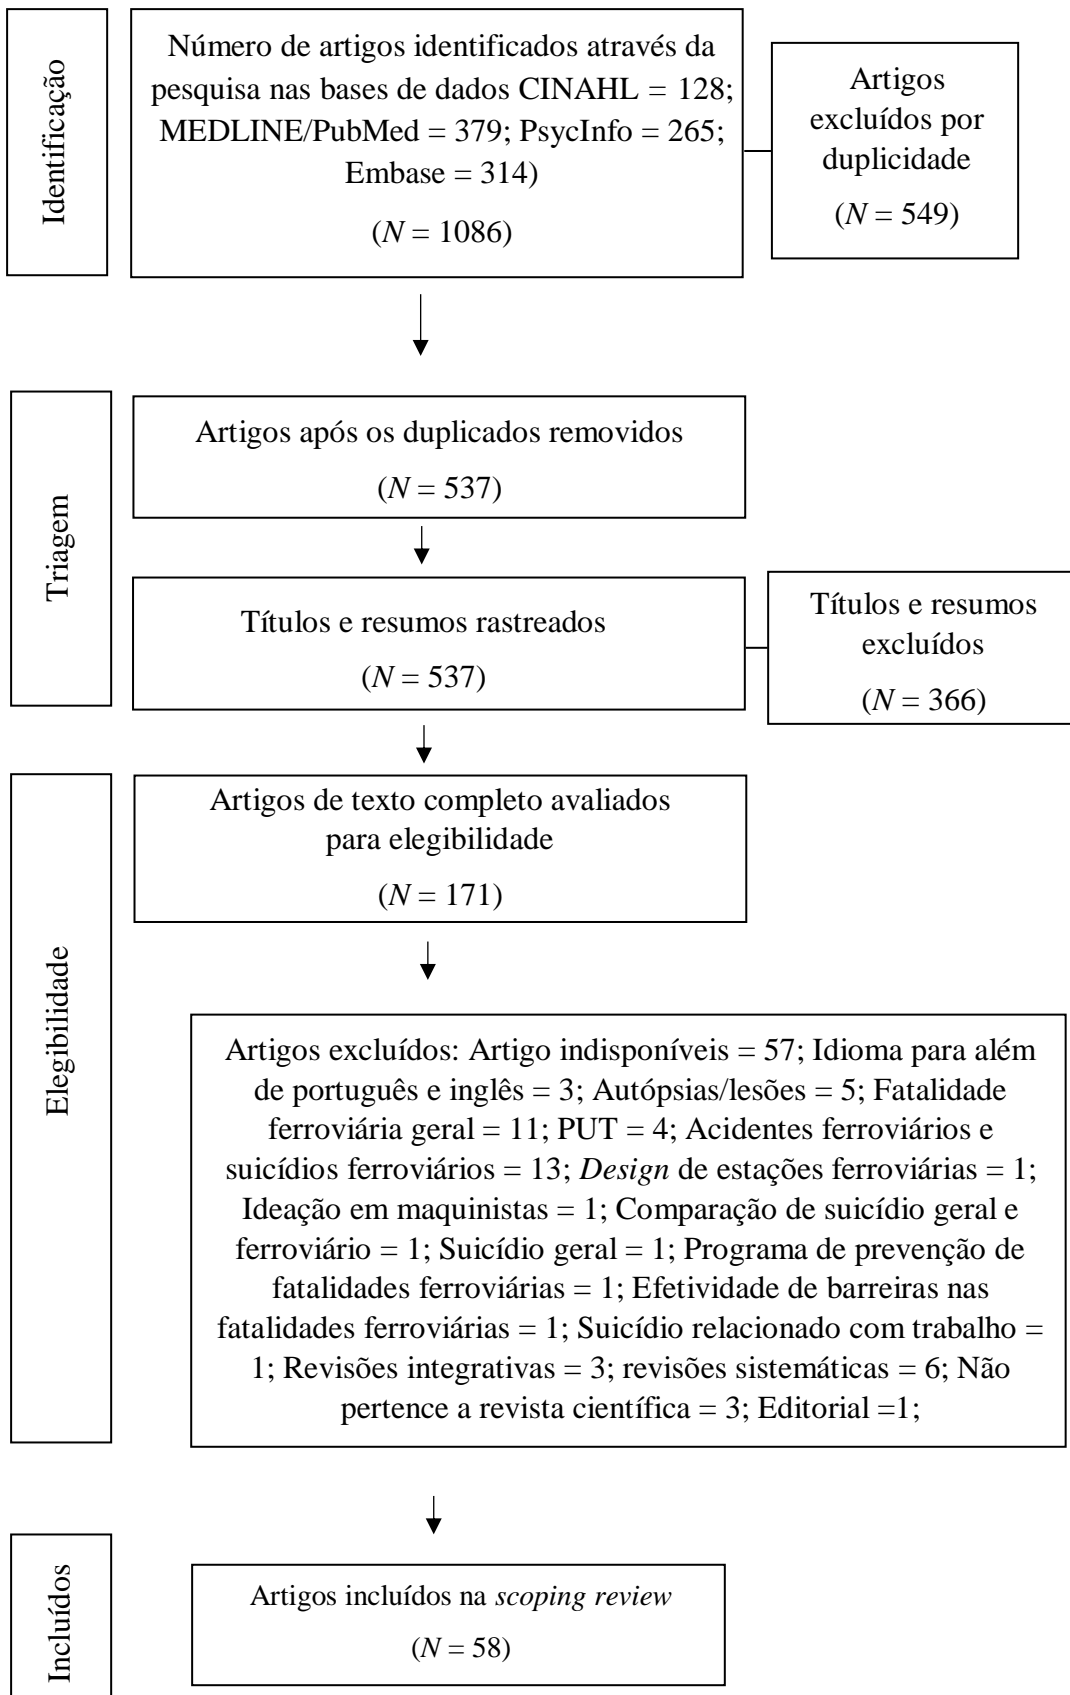 Identificação
Número de artigos identificados através da
pesquisa nas bases de dados CINAHL = 128;
MEDLINE/PubMed = 379; PsycInfo = 265;
Embase = 314)
(N = 1086)
Artigos
excluídos por
duplicidade
(N = 549)
Triagem
Artigos após os duplicados removidos
(N = 537)
Títulos e resumos rastreados
(N = 537)
Títulos e resumos
excluídos
(N = 366)
Elegibilidade
Artigos de texto completo avaliados
para elegibilidade
(N = 171)
Artigos excluídos: Artigo indisponíveis = 57; Idioma para além
de português e inglês = 3; Autópsias/lesões = 5; Fatalidade
ferroviária geral = 11; PUT = 4; Acidentes ferroviários e
suicídios ferroviários = 13; Design de estações ferroviárias = 1;
Ideação em maquinistas = 1; Comparação de suicídio geral e
ferroviário = 1; Suicídio geral = 1; Programa de prevenção de
fatalidades ferroviárias = 1; Efetividade de barreiras nas
fatalidades ferroviárias = 1; Suicídio relacionado com trabalho =
1; Revisões integrativas = 3; revisões sistemáticas = 6; Não
pertence a revista científica = 3; Editorial =1;
Incluídos
Artigos incluídos na scoping review
(N = 58)